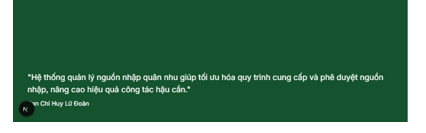 "Hệ thống quản lý nguồn nhập quân nhu giúp tối ưu hóa quy trình cung cấp và phê duyệt nguồn
nhập, nâng cao hiệu quả công tác hậu cần."
N
Chỉ Huy Lữ Đoàn